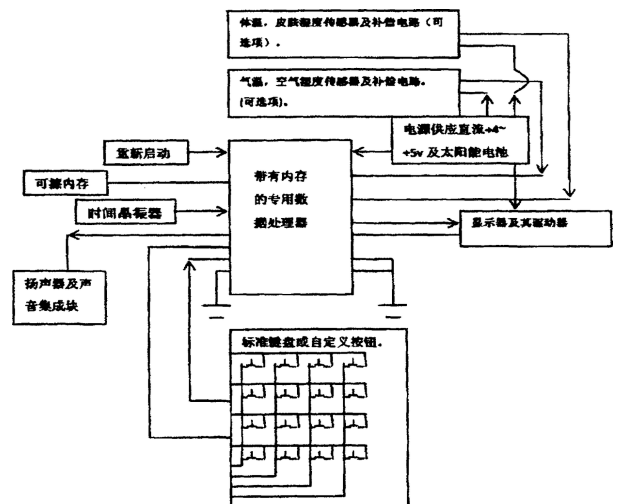 体温，皮肤湿度传感器及补偿电路（可
选项）。
气温，空气湿度传感器及补偿电路。
(可选项)。
电源供应直流+4~
+5v 及太阳能电池
重新启动
可擦内存
时间晶振器
带有内存
的专用数
据处理器
显示器及其驱动器
扬声器及声
音集成块
标准键盘或自定义按钮.